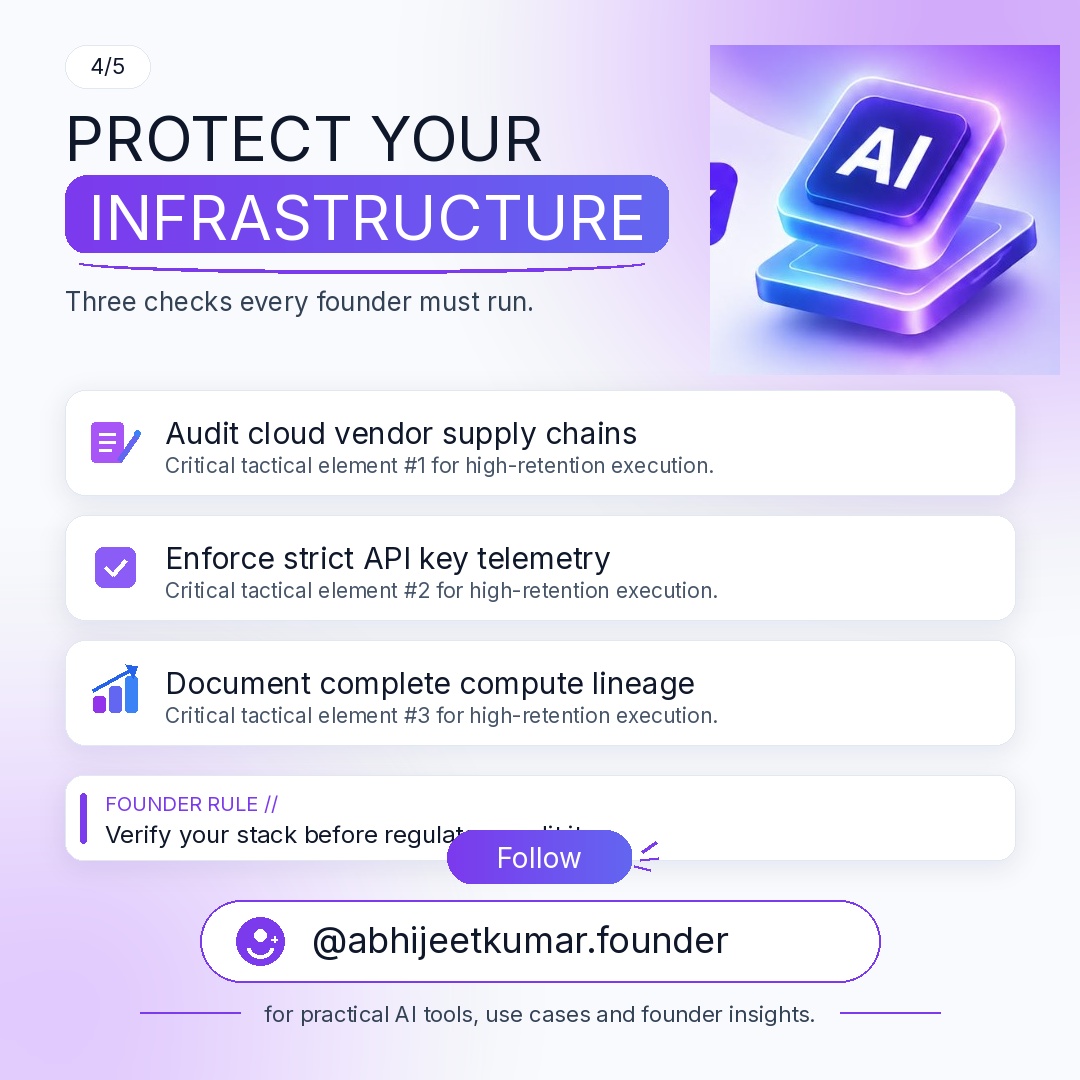 4/5
PROTECT YOUR
INFRASTRUCTURE
Three checks every founder must run.
AI
Audit cloud vendor supply chains
Critical tactical element #1 for high-retention execution.
Enforce strict API key telemetry
Critical tactical element #2 for high-retention execution.
Document complete compute lineage
Critical tactical element #3 for high-retention execution.
FOUNDER RULE //
Verify your stack before
Follow
@abhijeetkumar.founder
for practical AI tools, use cases and founder insights.